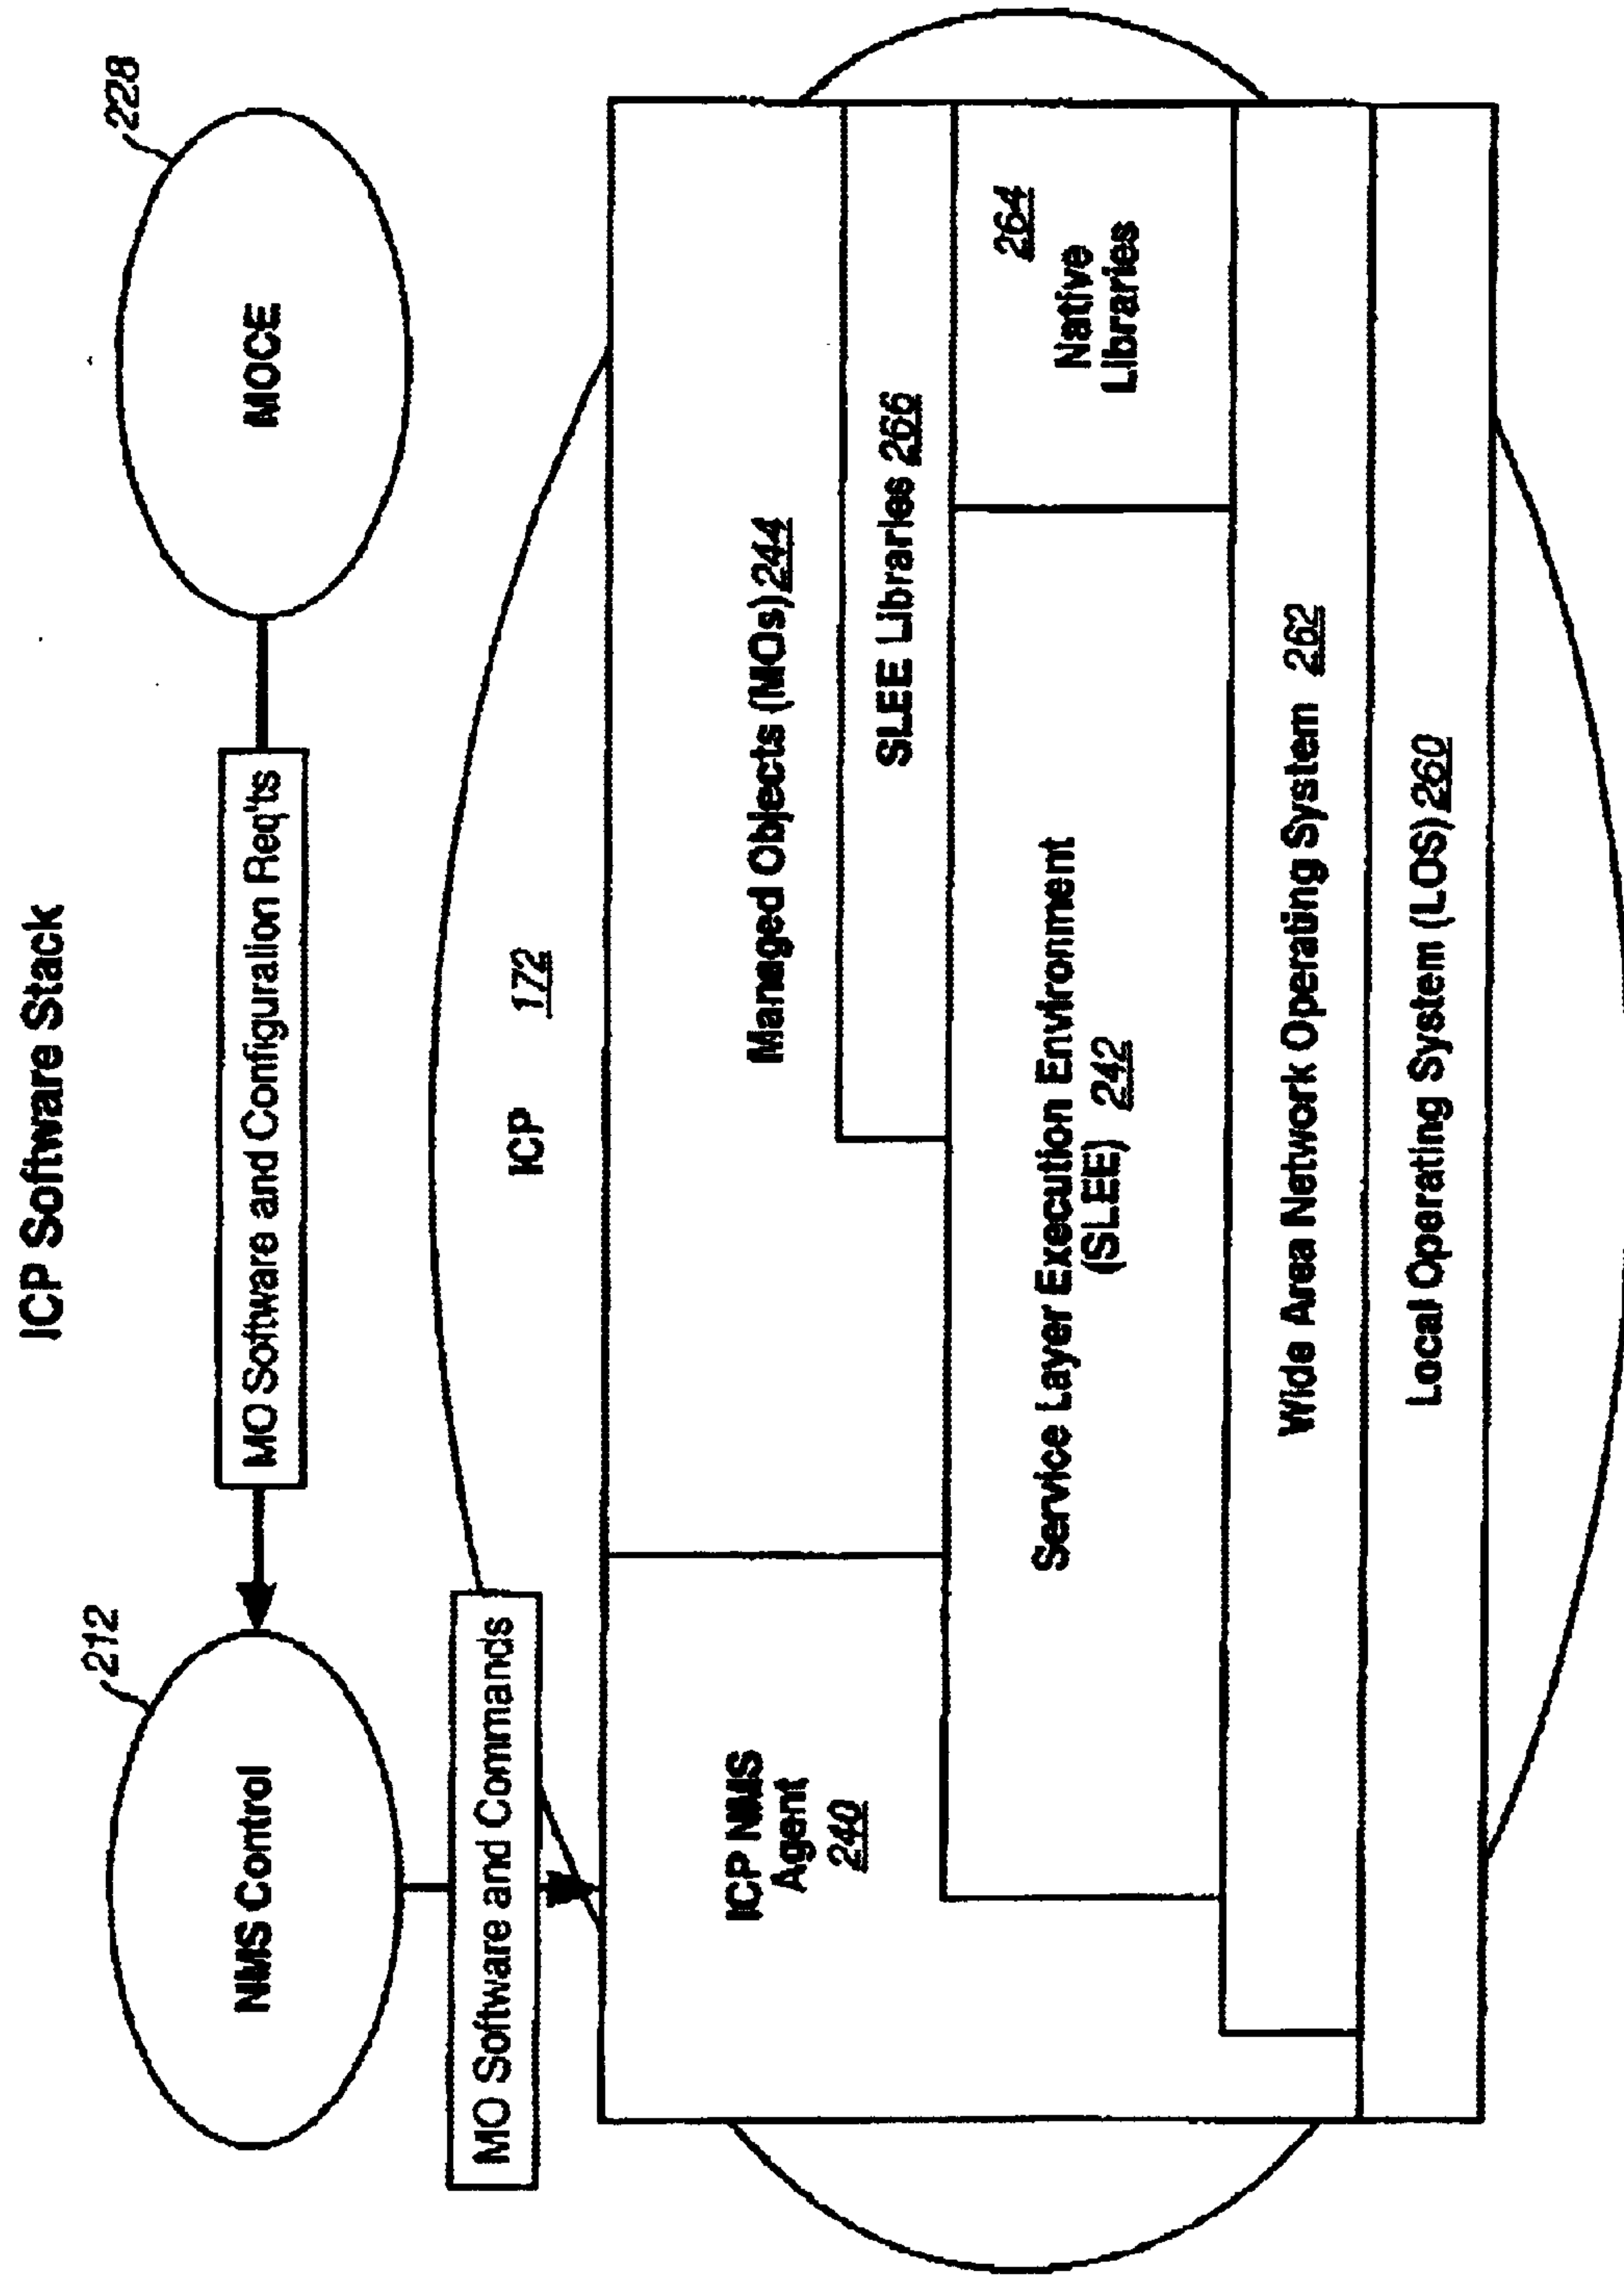 ICP Software Stack
212
228
NMS Control
MO Software and Configuration Req'ts
MOCE
MO Software and Commands
ICP 172
ICP NMS
Agent
240
Managed Objects (MOs) 244
SLEE Libraries 266
Service Layer Execution Environment
(SLEE) 242
264
Native
Libraries
Wide Area Network Operating System 262
Local Operating System (LOS) 260